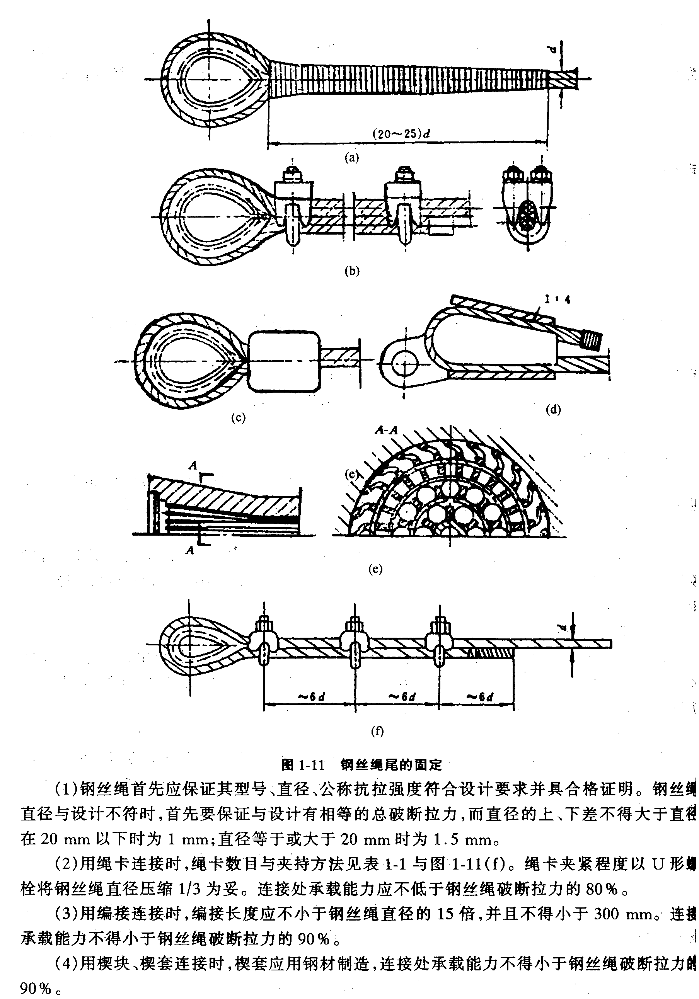 d
(20～25)d
(a)
(b)
1：4
(c)
(d)
A-A
A
(e)
A
(e)
d
～6d ～6d ～6d
(f)
图 1-11 钢丝绳尾的固定
(1)钢丝绳首先应保证其型号、直径、公称抗拉强度符合设计要求并具合格证明。钢丝绳
直径与设计不符时,首先要保证与设计有相等的总破断拉力,而直径的上、下差不得大于直径
在 20 mm 以下时为 1 mm;直径等于或大于 20 mm 时为 1.5 mm。
(2)用绳卡连接时,绳卡数目与夹持方法见表 1-1 与图 1-11(f)。绳卡夹紧程度以 U 形螺
栓将钢丝绳直径压缩 1/3 为妥。连接处承载能力应不低于钢丝绳破断拉力的 80%。
(3)用编接连接时,编接长度应不小于钢丝绳直径的 15 倍,并且不得小于 300 mm。连接
承载能力不得小于钢丝绳破断拉力的 90%。
(4)用楔块、楔套连接时,楔套应用钢材制造,连接处承载能力不得小于钢丝绳破断拉力的
90%。